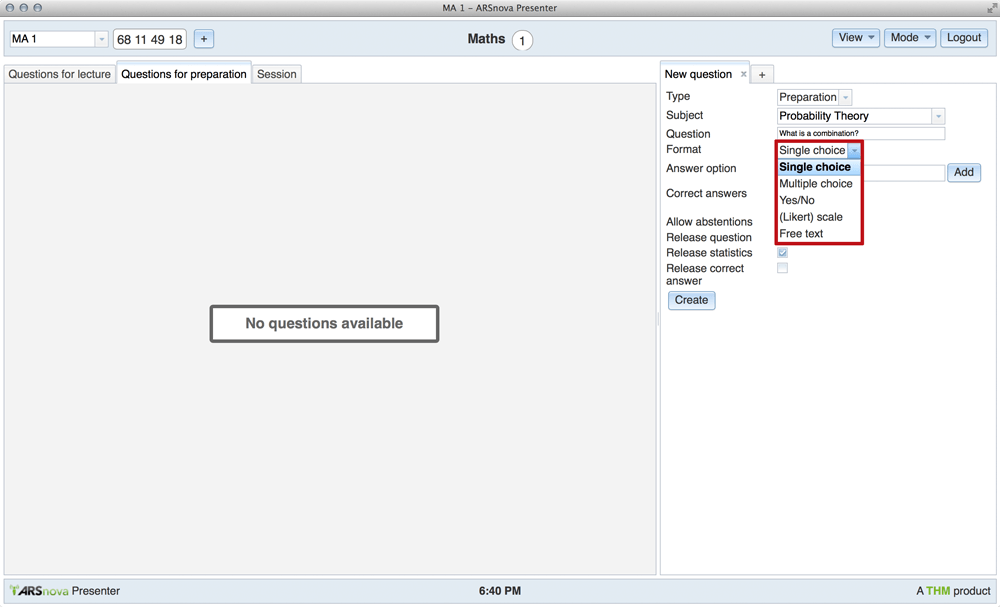 MA 1 – ARSnova Presenter
MA 1 68 11 49 18 + Maths 1 View Mode Logout
Questions for lecture Questions for preparation Session
New question × +
Type Preparation
Subject Probability Theory
Question What is a combination?
Format Single choice
Single choice
Answer option Add
Multiple choice
Correct answers
Yes/No
(Likert) scale
Allow abstentions
Free text
Release question
Release statistics
Release correct
answer
Create
No questions available
ARSnova Presenter 6:40 PM A THM product